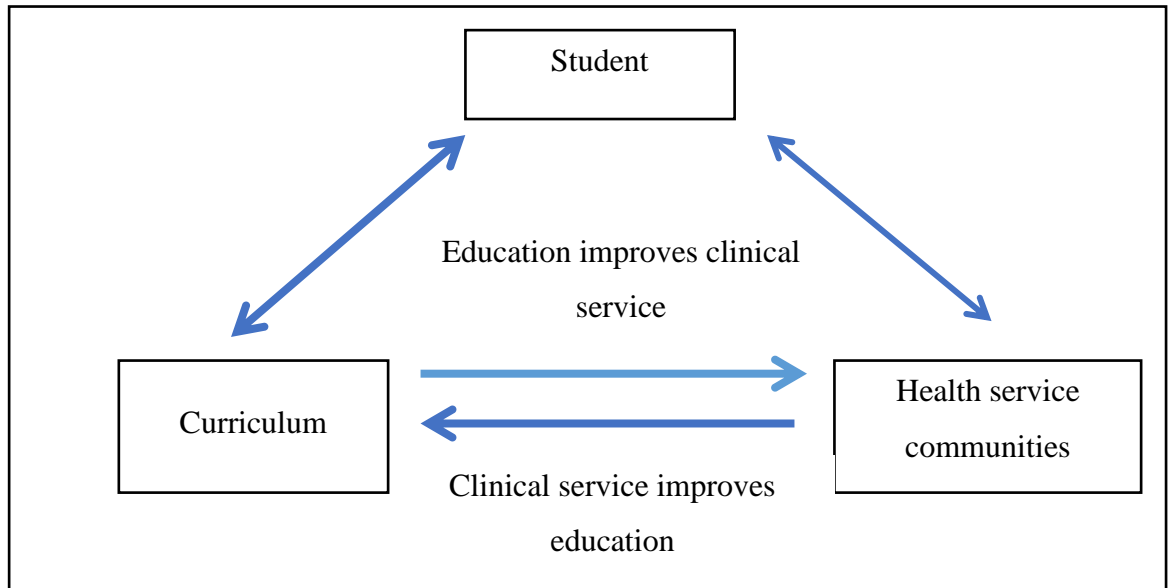 Student
Education improves clinical
service
Curriculum
Health service
communities
Clinical service improves
education